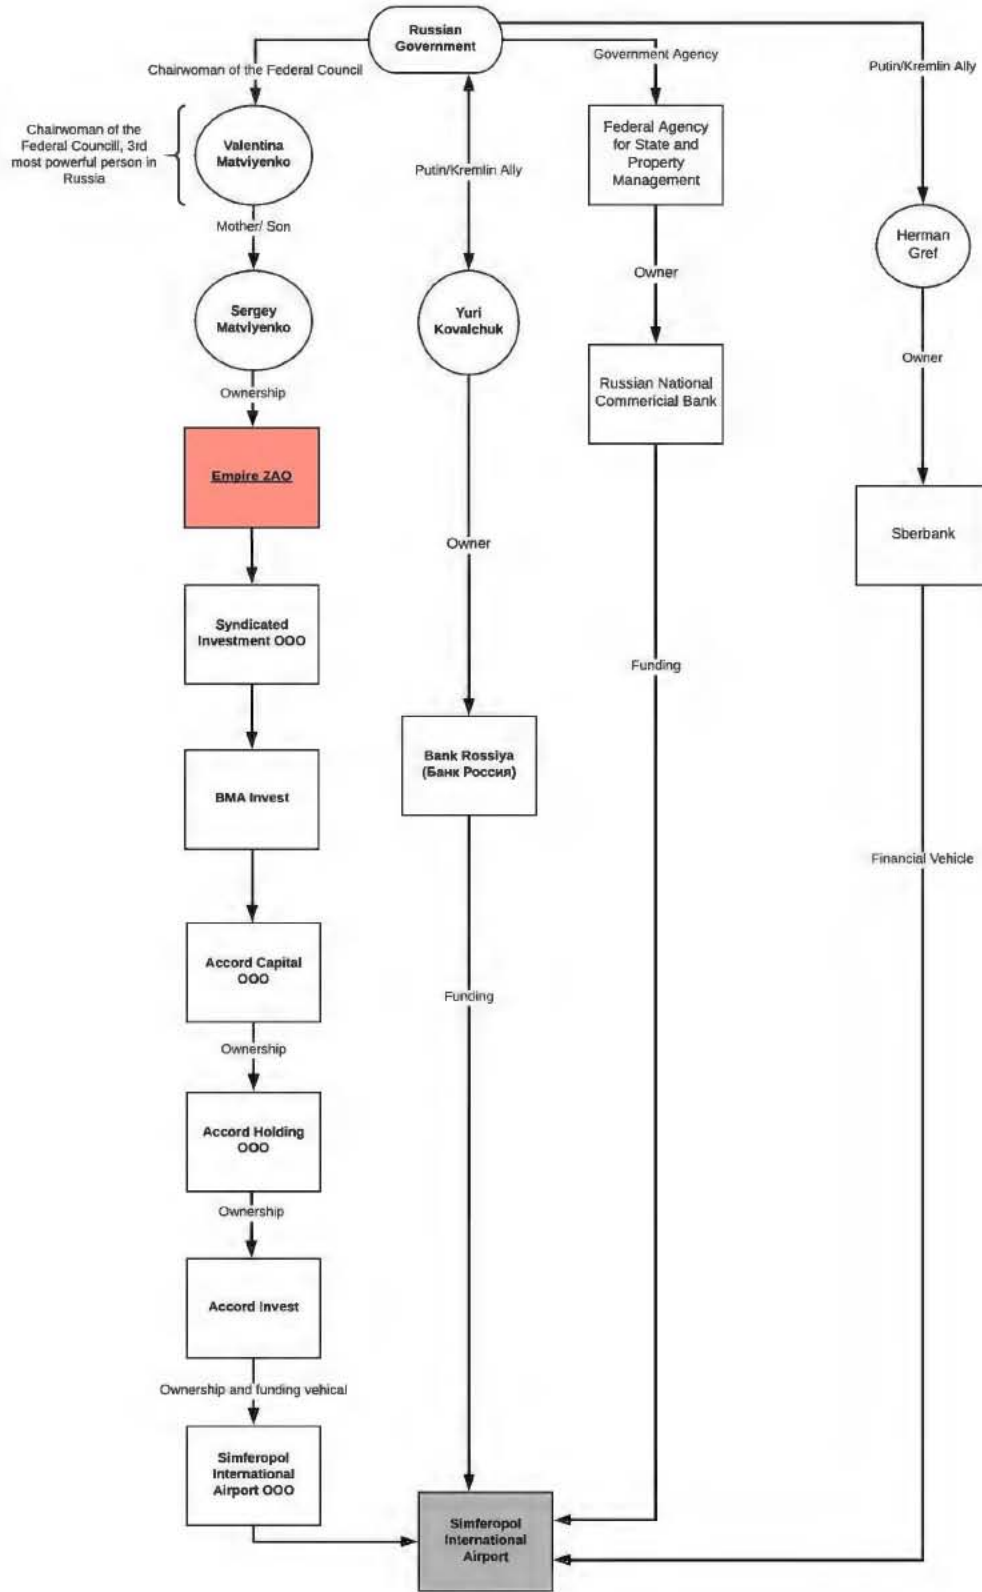 Russian
Government
Chairwoman of the Federal Council
Government Agency
Putin/Kremlin Ally
Chairwoman of the
Federal Councill, 3rd
most powerful person in
Russia
Valentina
Matviyenko
Putin/Kremlin Ally
Federal Agency
for State and
Property
Management
Mother/ Son
Herman
Gref
Owner
Sergey
Matviyenko
Yuri
Kovalchuk
Owner
Russian National
Commericial Bank
Ownership
Empire ZAO
Owner
Sberbank
Syndicated
Investment OOO
Funding
Bank Rossiya
(Банк Россия)
BMA Invest
Financial Vehicle
Accord Capital
OOO
Funding
Ownership
Accord Holding
OOO
Ownership
Accord Invest
Ownership and funding vehical
Simferopol
International
Airport OOO
Simferopol
International
Airport